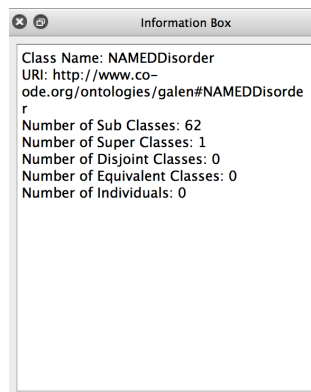 Information Box
Class Name: NAMEDDisorder
URI: http://www.co-
ode.org/ontologies/galen#NAMEDDisorde
r
Number of Sub Classes: 62
Number of Super Classes: 1
Number of Disjoint Classes: 0
Number of Equivalent Classes: 0
Number of Individuals: 0